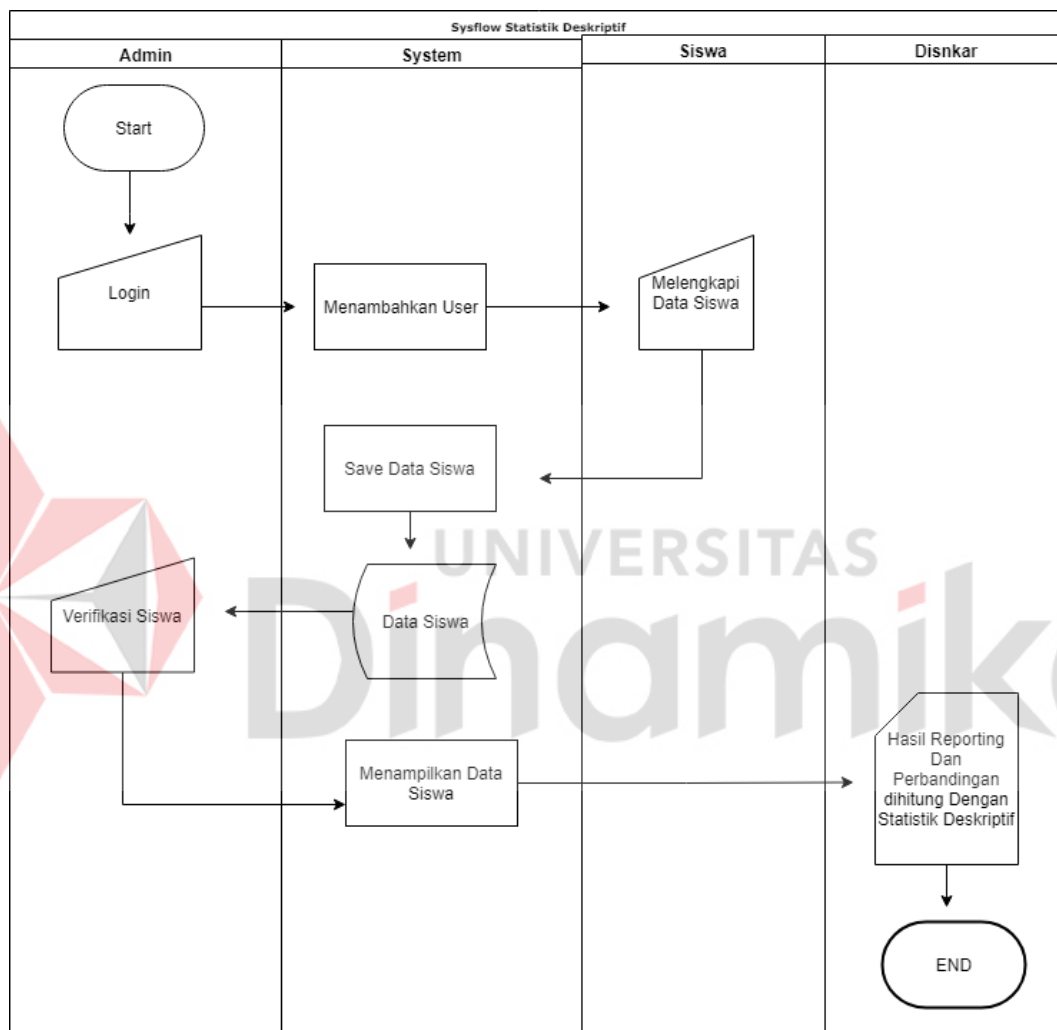 Sysflow Statistik Deskriptif
Admin
System
Siswa
Disnkar
Start
Login
Menambahkan User
Melengkapi
Data Siswa
Save Data Siswa
UNIVERSITAS
Dinamika
Verifikasi Siswa
Data Siswa
Menampilkan Data
Siswa
Hasil Reporting
Dan
Perbandingan
dihitung Dengan
Statistik Deskriptif
END